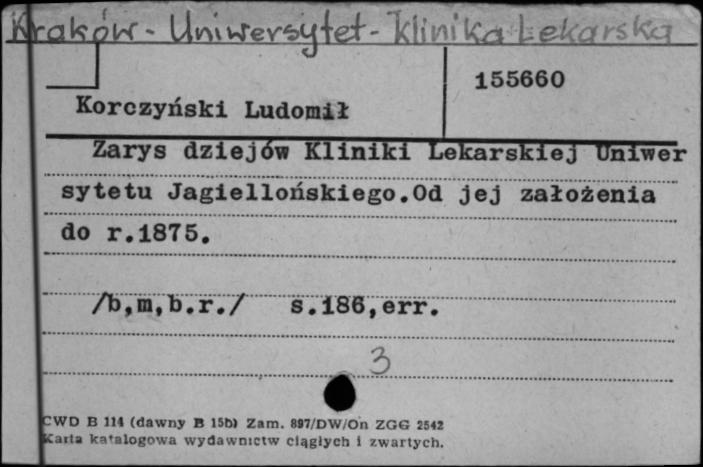 Kraków - Uniwersytet - Klinika Lekarska
155660
Korczyński Ludomił
Zarys dziejów Kliniki Lekarskiej Uniwer
sytetu Jagiellońskiego.Od jej założenia
do r.1875.
/b,m,b.r./ s.186,err.
3
CWD B 114 (dawny B 15b) Zam. 897/DW/On ZGG 2542
Karta katalogowa wydawnictw ciągłych i zwartych.